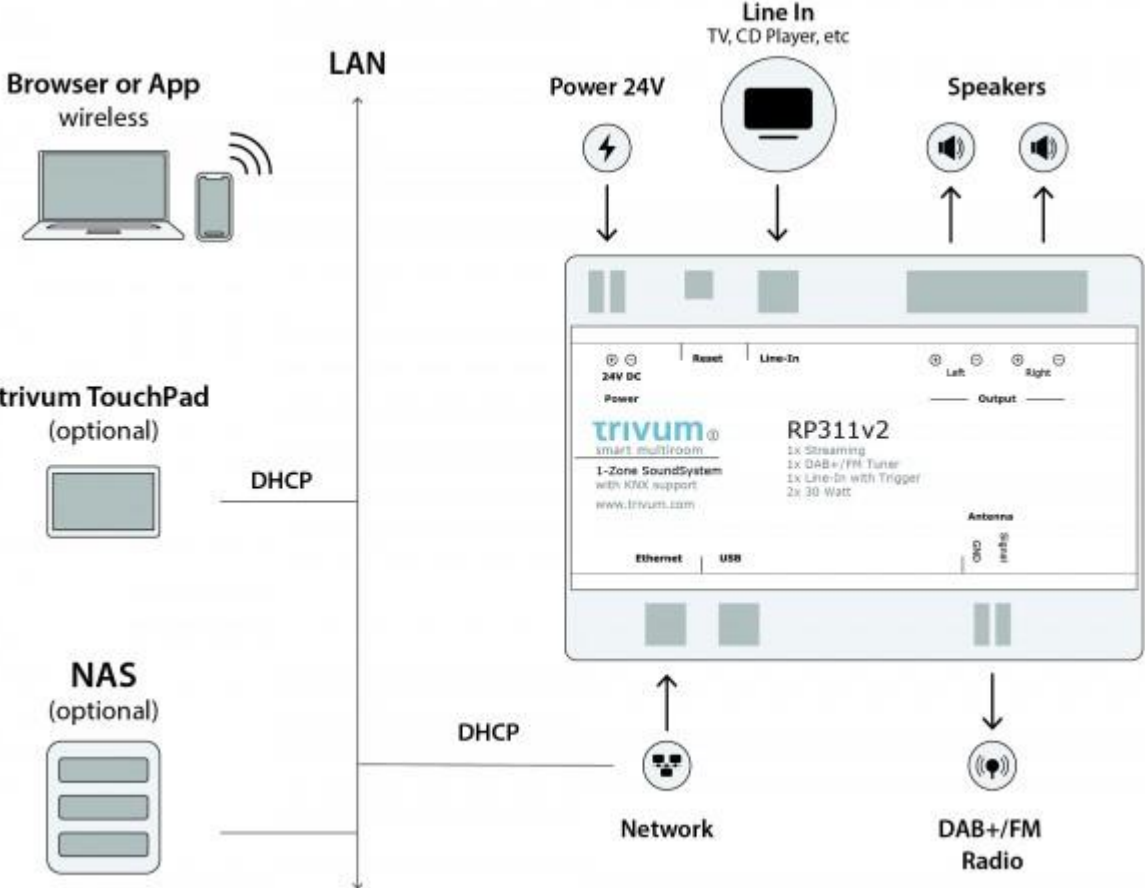 Line In
TV, CD Player, etc
LAN
Browser or App
wireless
Power 24V
Speakers
Reset
Line-In
24V DC
Power
Left
Right
Output
trivum TouchPad
(optional)
DHCP
trivum
smart multiroom
1-Zone SoundSystem
with KNX support
www.trivum.com
RP311v2
1x Streaming
1x DAB+/FM Tuner
1x Line-In with Trigger
2x 30 Watt
Antenna
GND
Signal
Ethernet
USB
NAS
(optional)
DHCP
Network
DAB+/FM
Radio